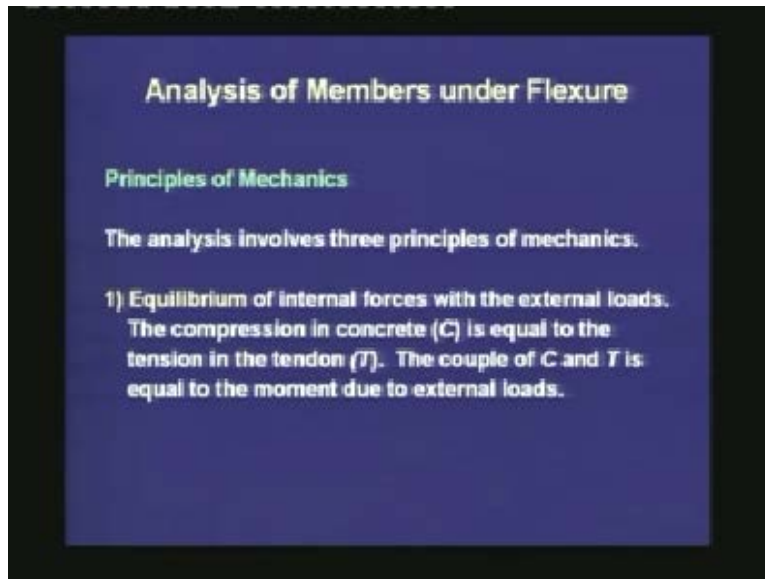 Analysis of Members under Flexure
Principles of Mechanics
The analysis involves three principles of mechanics.
1) Equilibrium of internal forces with the external loads.
The compression in concrete (C) is equal to the
tension in the tendon (T). The couple of C and T is
equal to the moment due to external loads.